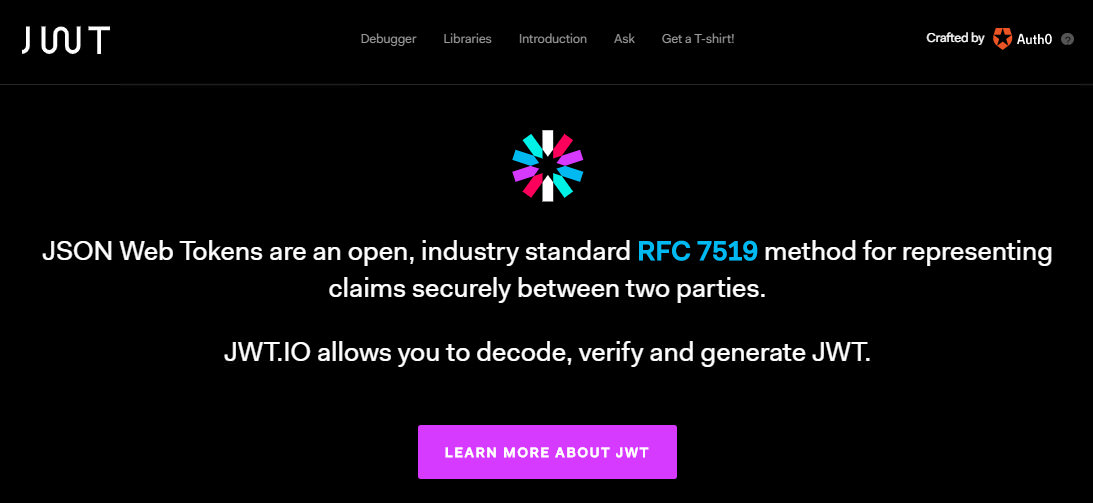 JWT
Debugger Libraries Introduction Ask Get a T-shirt!
Crafted by Auth0 ?
JSON Web Tokens are an open, industry standard RFC 7519 method for representing
claims securely between two parties.
JWT.IO allows you to decode, verify and generate JWT.
LEARN MORE ABOUT JWT